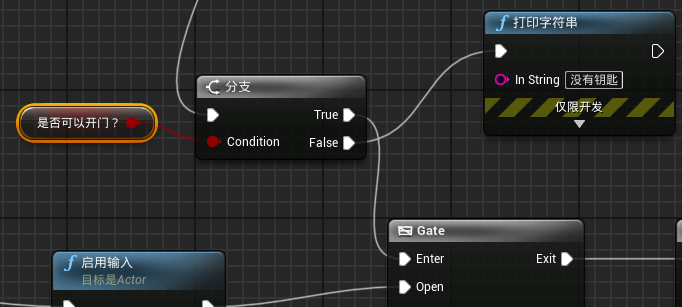 打印字符串
In String 没有钥匙
仅限开发
分支
True
Condition
False
是否可以开门？
Gate
Enter
Exit
Open
启用输入
目标是Actor